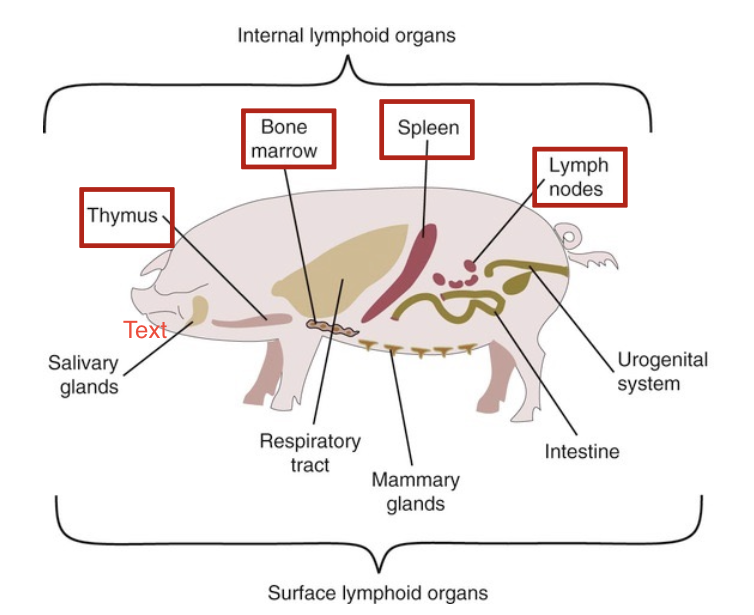 Internal lymphoid organs
Bone
marrow
Spleen
Lymph
nodes
Thymus
Text
Salivary
glands
Urogenital
system
Respiratory
tract
Intestine
Mammary
glands
Surface lymphoid organs